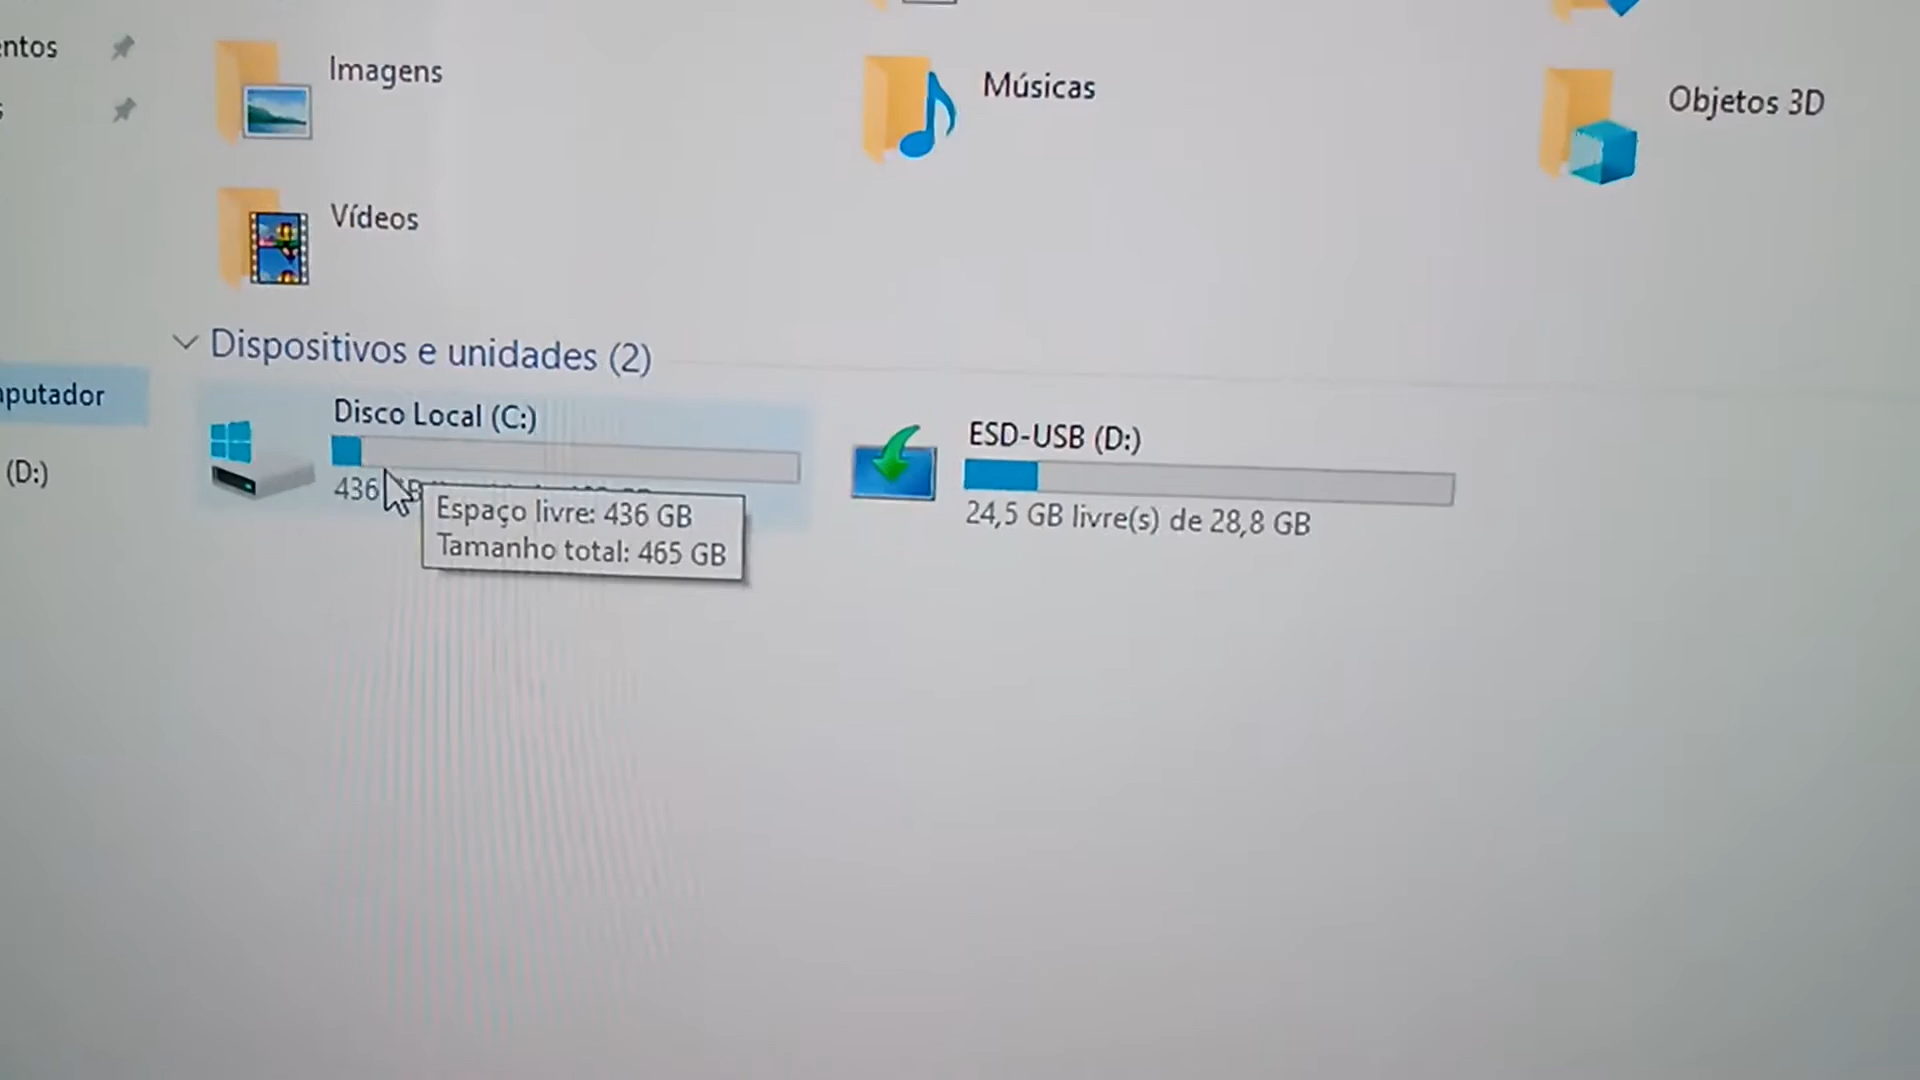 entos
Imagens
Músicas
Objetos 3D
Vídeos
Dispositivos e unidades (2)
mputador
Disco Local (C:)
436
Espaço livre: 436 GB
Tamanho total: 465 GB
ESD-USB (D:)
24,5 GB livre(s) de 28,8 GB
(D:)